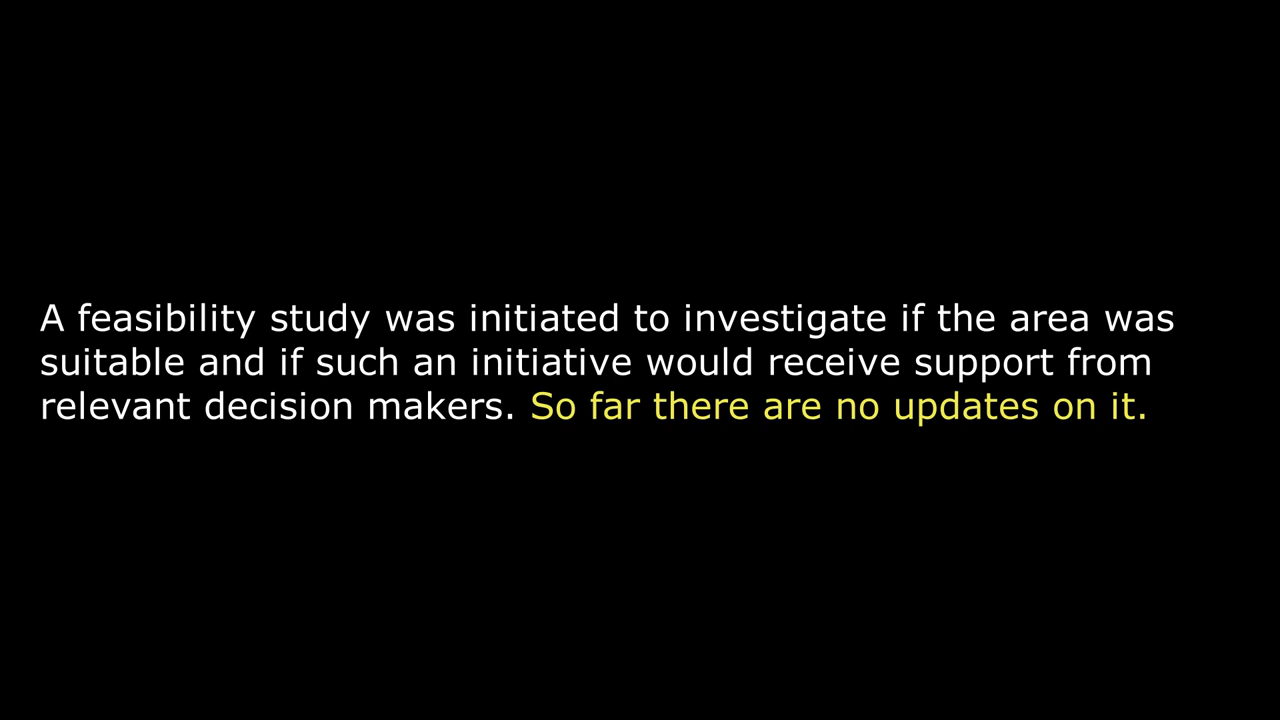 A feasibility study was initiated to investigate if the area was
suitable and if such an initiative would receive support from
relevant decision makers. So far there are no updates on it.